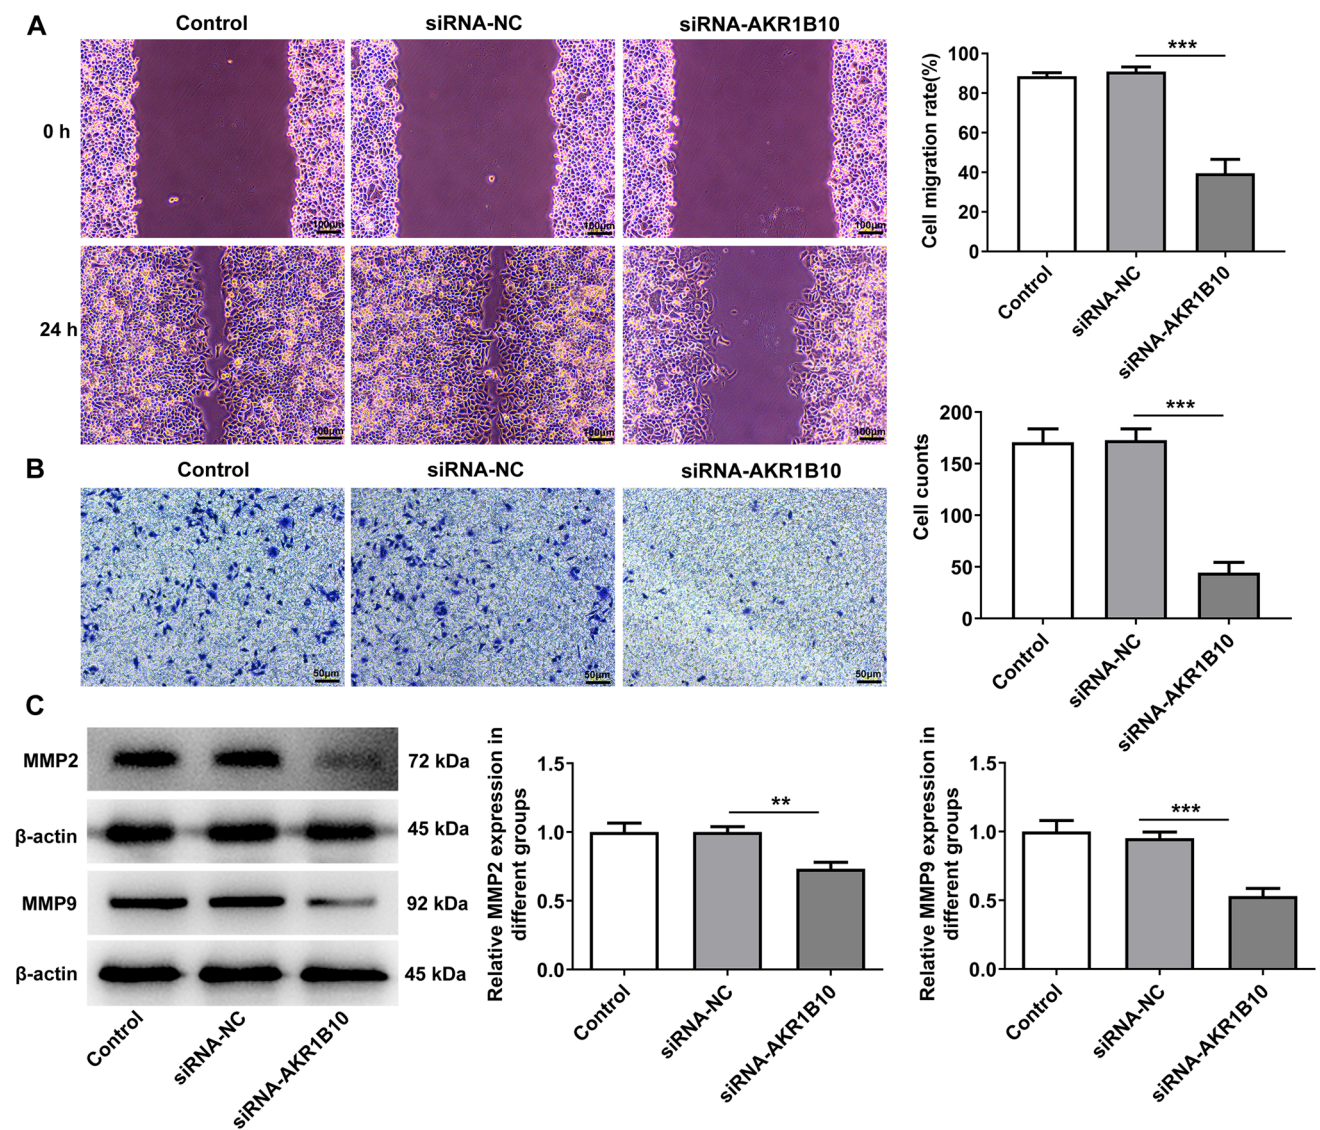 A
Control
siRNA-NC
siRNA-AKR1B10
0 h
100μm
100μm
100μm
24 h
100μm
100μm
100μm
Cell migration rate(%)
100
80
60
40
20
0
***
Control
siRNA-NC
siRNA-AKR1B10
B
Control
siRNA-NC
siRNA-AKR1B10
50μm
50μm
50μm
Cell cuonts
200
150
100
50
0
***
Control
siRNA-NC
siRNA-AKR1B10
C
MMP2
72 kDa
β-actin
45 kDa
MMP9
92 kDa
β-actin
45 kDa
Control
siRNA-NC
siRNA-AKR1B10
Relative MMP2 expression in
different groups
1.5
1.0
0.5
0.0
**
Control
siRNA-NC
siRNA-AKR1B10
Relative MMP9 expression in
different groups
1.5
1.0
0.5
0.0
***
Control
siRNA-NC
siRNA-AKR1B10